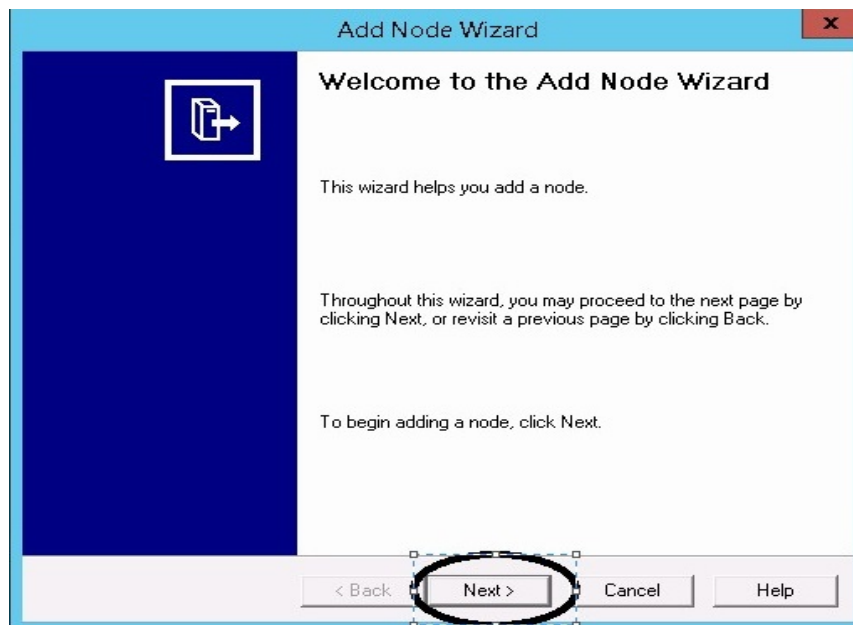 Add Node Wizard
x
Welcome to the Add Node Wizard
This wizard helps you add a node.
Throughout this wizard, you may proceed to the next page by
clicking Next, or revisit a previous page by clicking Back.
To begin adding a node, click Next.
< Back Next > Cancel Help